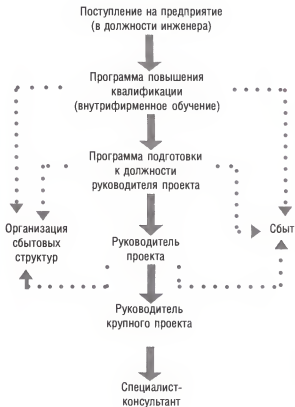 Поступление на предприятие
(в должности инженера)
Программа повышения
квалификации
(внутрифирменное обучение)
Программа подготовки
к должности
руководителя проекта
Организация
сбытовых
структур
Сбыт
Руководитель
проекта
Руководитель
крупного проекта
Специалист-
консультант